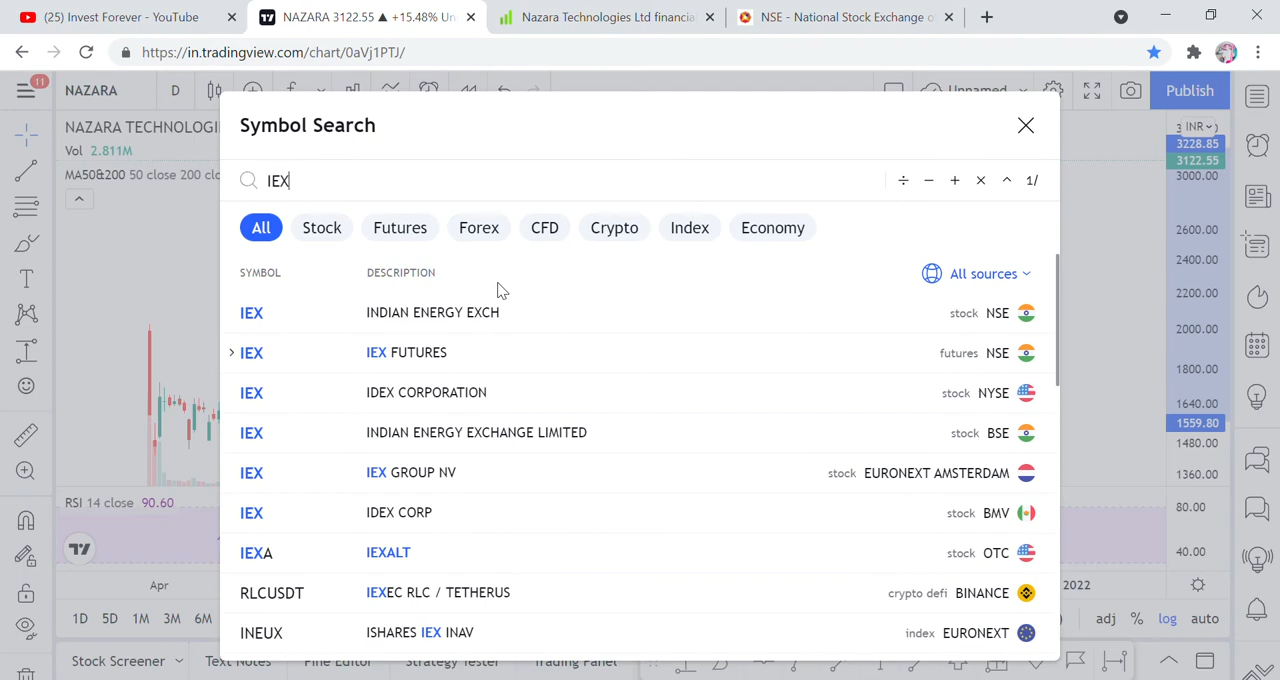 (25) Invest Forever - YouTube
NAZARA 3122.55 ▲ +15.48% Un
Nazara Technologies Ltd financial
NSE - National Stock Exchange o
https://in.tradingview.com/chart/0aVj1PTJ/
11
NAZARA
D
Unnamed
Publish
NAZARA TECHNOLOGI
Vol 2.811M
MA50&200 50 close 200 clo
Symbol Search
IEX
÷ − + × ^ 1/
All
Stock
Futures
Forex
CFD
Crypto
Index
Economy
SYMBOL
DESCRIPTION
All sources
IEX INDIAN ENERGY EXCH stock NSE
IEX IEX FUTURES futures NSE
IEX IDEX CORPORATION stock NYSE
IEX INDIAN ENERGY EXCHANGE LIMITED stock BSE
IEX IEX GROUP NV stock EURONEXT AMSTERDAM
IEX IDEX CORP stock BMV
IEXA IEXALT stock OTC
RLCUSDT IEXEC RLC / TETHERUS crypto defi BINANCE
INEUX ISHARES IEX INAV index EURONEXT
INR
3228.85
3122.55
3000.00
2600.00
2400.00
2200.00
2000.00
1800.00
1640.00
1559.80
1480.00
1360.00
RSI 14 close 90.60
80.00
40.00
Apr
2022
1D 5D 1M 3M 6M
adj % log auto
Stock Screener
Text Notes
Pine Editor
Strategy Tester
Trading Panel